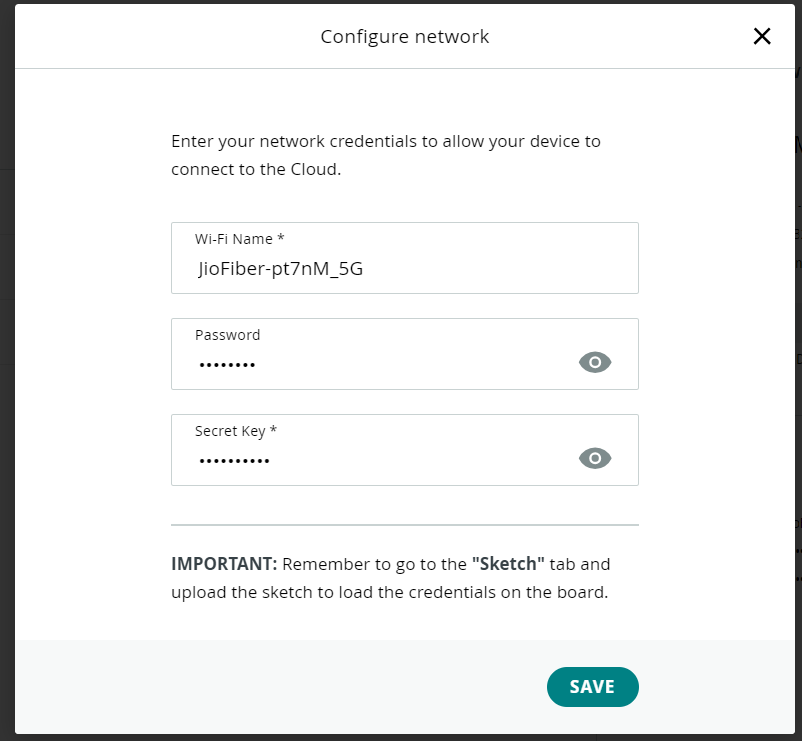 Configure network
Enter your network credentials to allow your device to
connect to the Cloud.
Wi-Fi Name *
JioFiber-pt7nM_5G
Password
••••••••
Secret Key *
••••••••••
IMPORTANT: Remember to go to the "Sketch" tab and
upload the sketch to load the credentials on the board.
SAVE